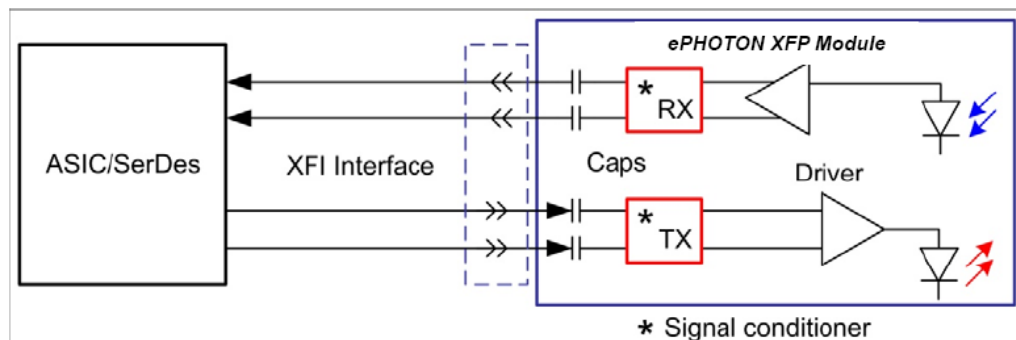 ePHOTON XFP Module
* RX
ASIC/SerDes
XFI Interface
Caps
Driver
* TX
* Signal conditioner